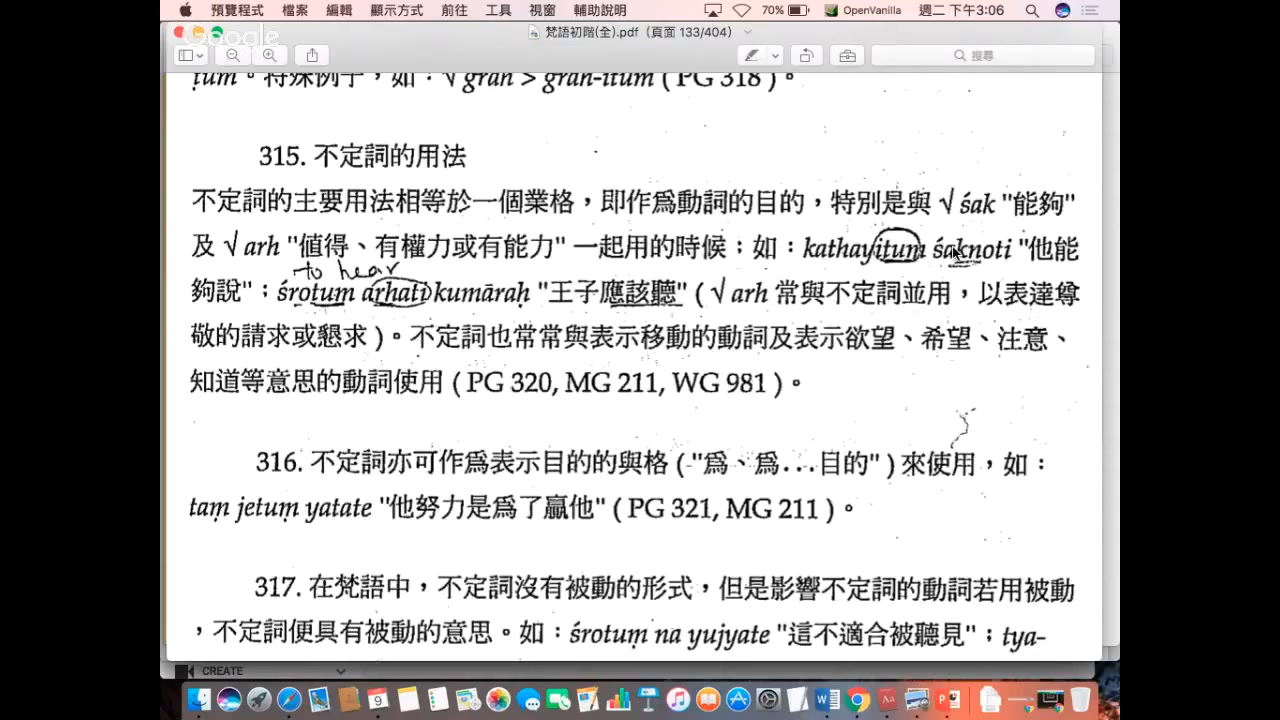 預覽程式 檔案 編輯 顯示方式 前往 工具 視窗 輔助說明 70% OpenVanilla 週二 下午3:06
Google
梵語初階(全).pdf (頁面 133/404)
搜尋
ṭum。特殊例子，如：√grah > grah-ītum ( PG 318 )。
315. 不定詞的用法
不定詞的主要用法相等於一個業格，即作爲動詞的目的，特別是與 √śak "能夠"
及 √arh "値得、有權力或有能力" 一起用的時候；如：kathayitum śaknoti "他能
to hear
夠說"；śrotum arhati kumāraḥ "王子應該聽" ( √arh 常與不定詞並用，以表達尊
敬的請求或懇求 )。不定詞也常常與表示移動的動詞及表示欲望、希望、注意、
知道等意思的動詞使用 ( PG 320, MG 211, WG 981 )。
316. 不定詞亦可作爲表示目的的與格 ( "爲、爲...目的" ) 來使用，如：
taṃ jetuṃ yatate "他努力是爲了贏他" ( PG 321, MG 211 )。
317. 在梵語中，不定詞沒有被動的形式，但是影響不定詞的動詞若用被動
，不定詞便具有被動的意思。如：śrotuṃ na yujyate "這不適合被聽見"；tya-
CREATE
9